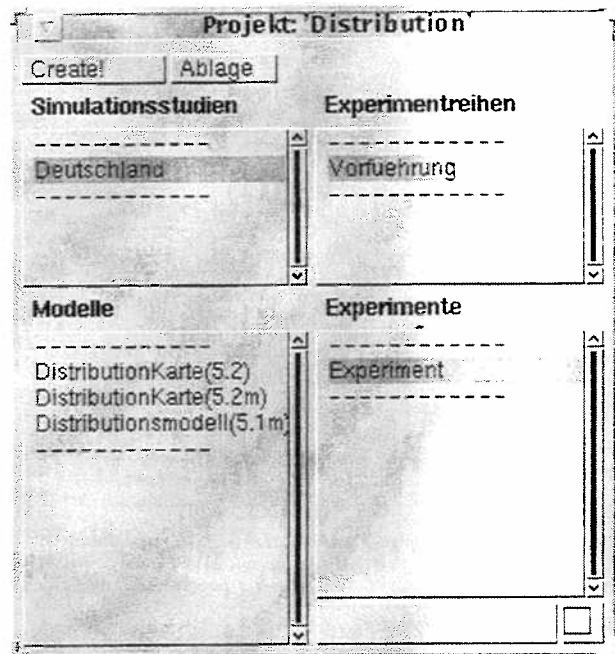 Projekt: 'Distribution'
Create! Ablage
Simulationsstudien
Deutschland
Experimentreihen
Vorfuehrung
Modelle
DistributionKarte(5.2)
DistributionKarte(5.2m)
Distributionsmodell(5.1m)
Experimente
Experiment